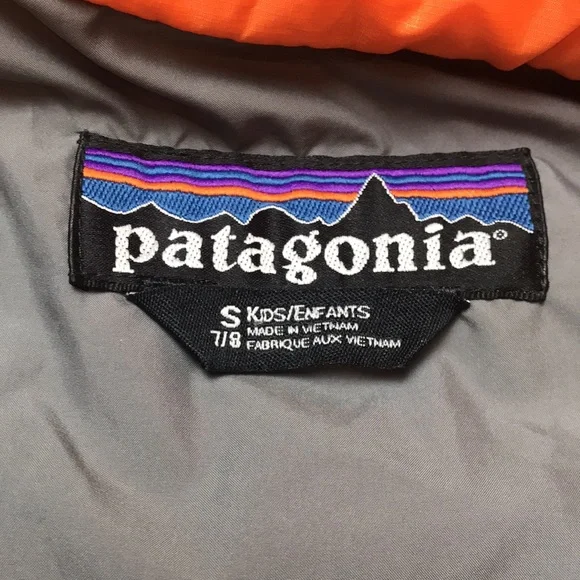 patagonia®
S KIDS/ENFANTS
7/8 MADE IN VIETNAM
FABRIQUE AUX VIETNAM